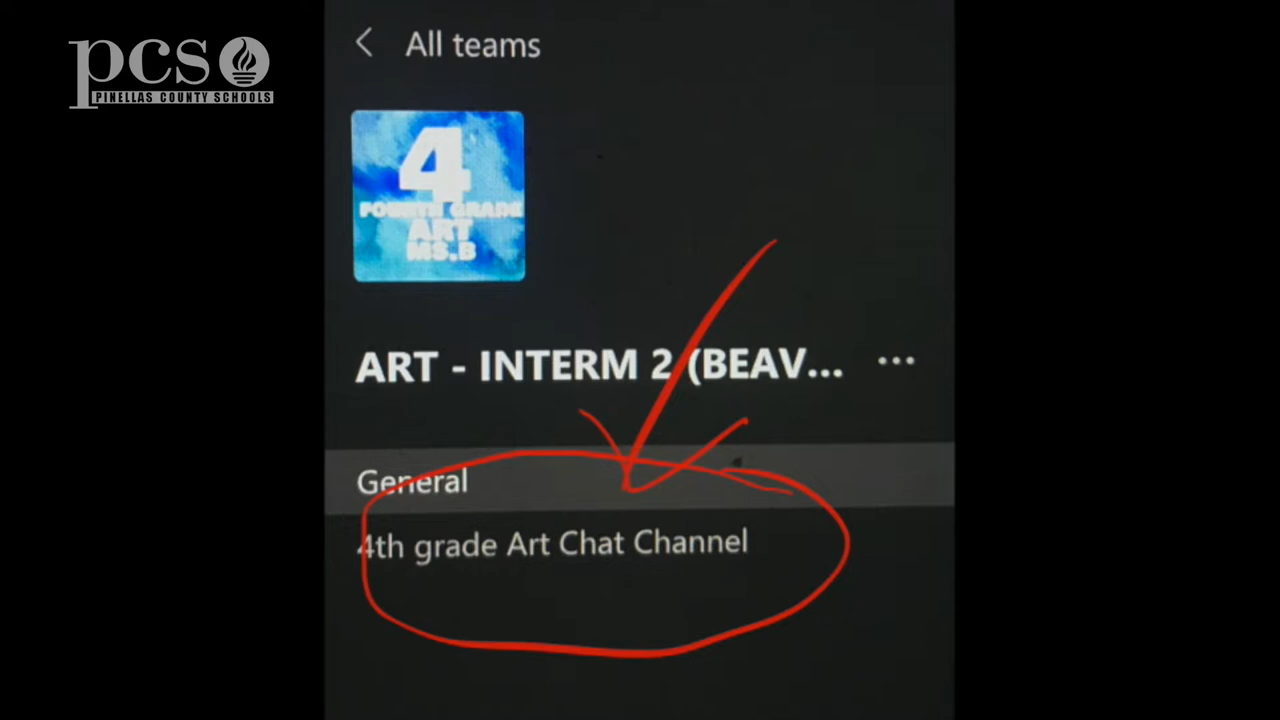 pcs
PINELLAS COUNTY SCHOOLS
All teams
4
FOURTH GRADE
ART
MS.B
ART - INTERM 2 (BEAV...
General
4th grade Art Chat Channel